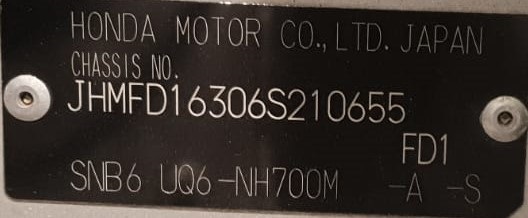 HONDA MOTOR CO.,LTD. JAPAN
CHASSIS NO.
JHMFD16306S210655
FD1
SNB6 UQ6-NH700M -A -S